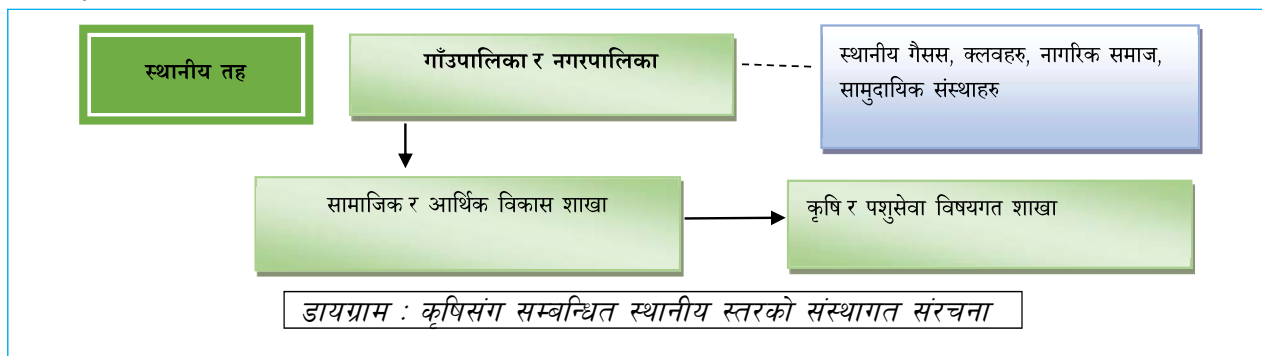 स्थानीय तह
गाँउपालिका र नगरपालिका
स्थानीय गैसस, क्लवहरु, नागरिक समाज,
सामुदायिक संस्थाहरु
सामाजिक र आर्थिक विकास शाखा
कृषि र पशुसेवा विषयगत शाखा
डायग्राम : कृषिसंग सम्बन्धित स्थानीय स्तरको संस्थागत संरचना